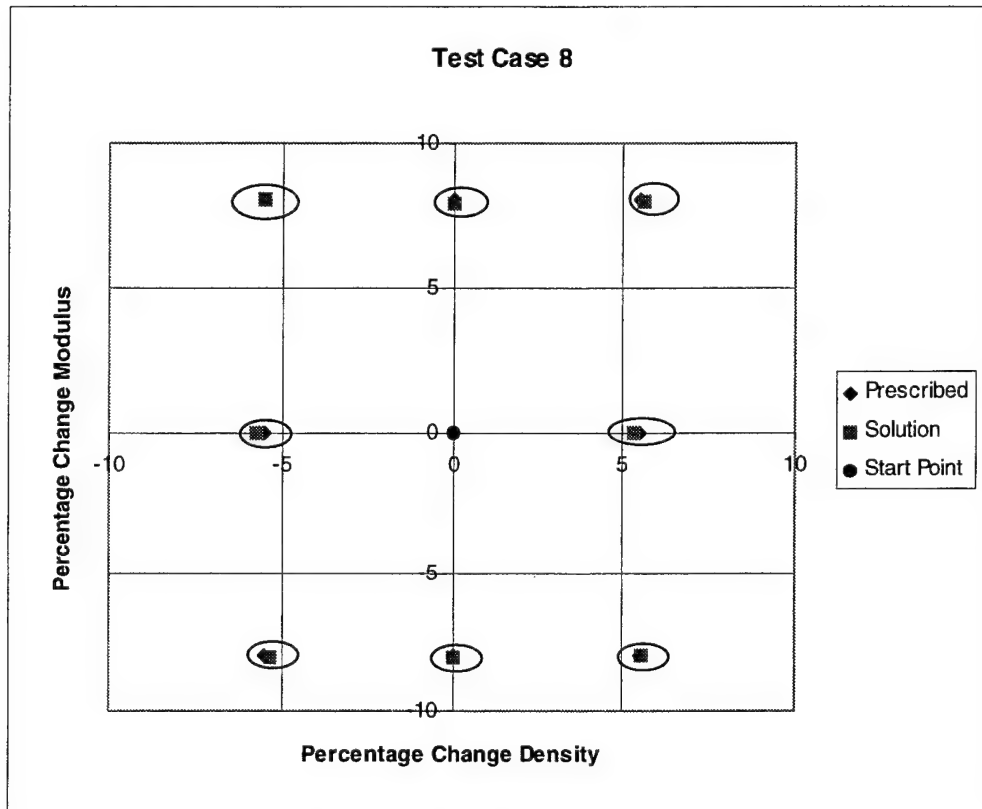 Test Case 8
10
5
0
-5
-10
-10
-5
0
5
10
Percentage Change Modulus
Percentage Change Density
Prescribed
Solution
Start Point